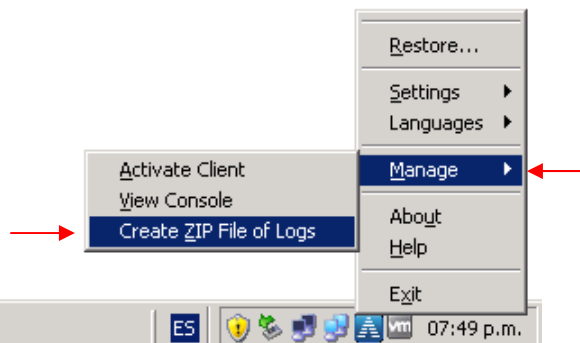 Restore...
Settings
Languages
Manage
Activate Client
View Console
Create ZIP File of Logs
About
Help
Exit
ES
vm
07:49 p.m.